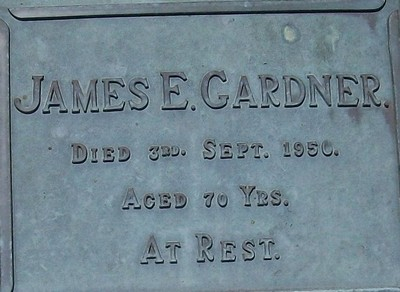 JAMES E. GARDNER.
DIED 3RD. SEPT. 1950.
AGED 70 YRS.
AT REST.